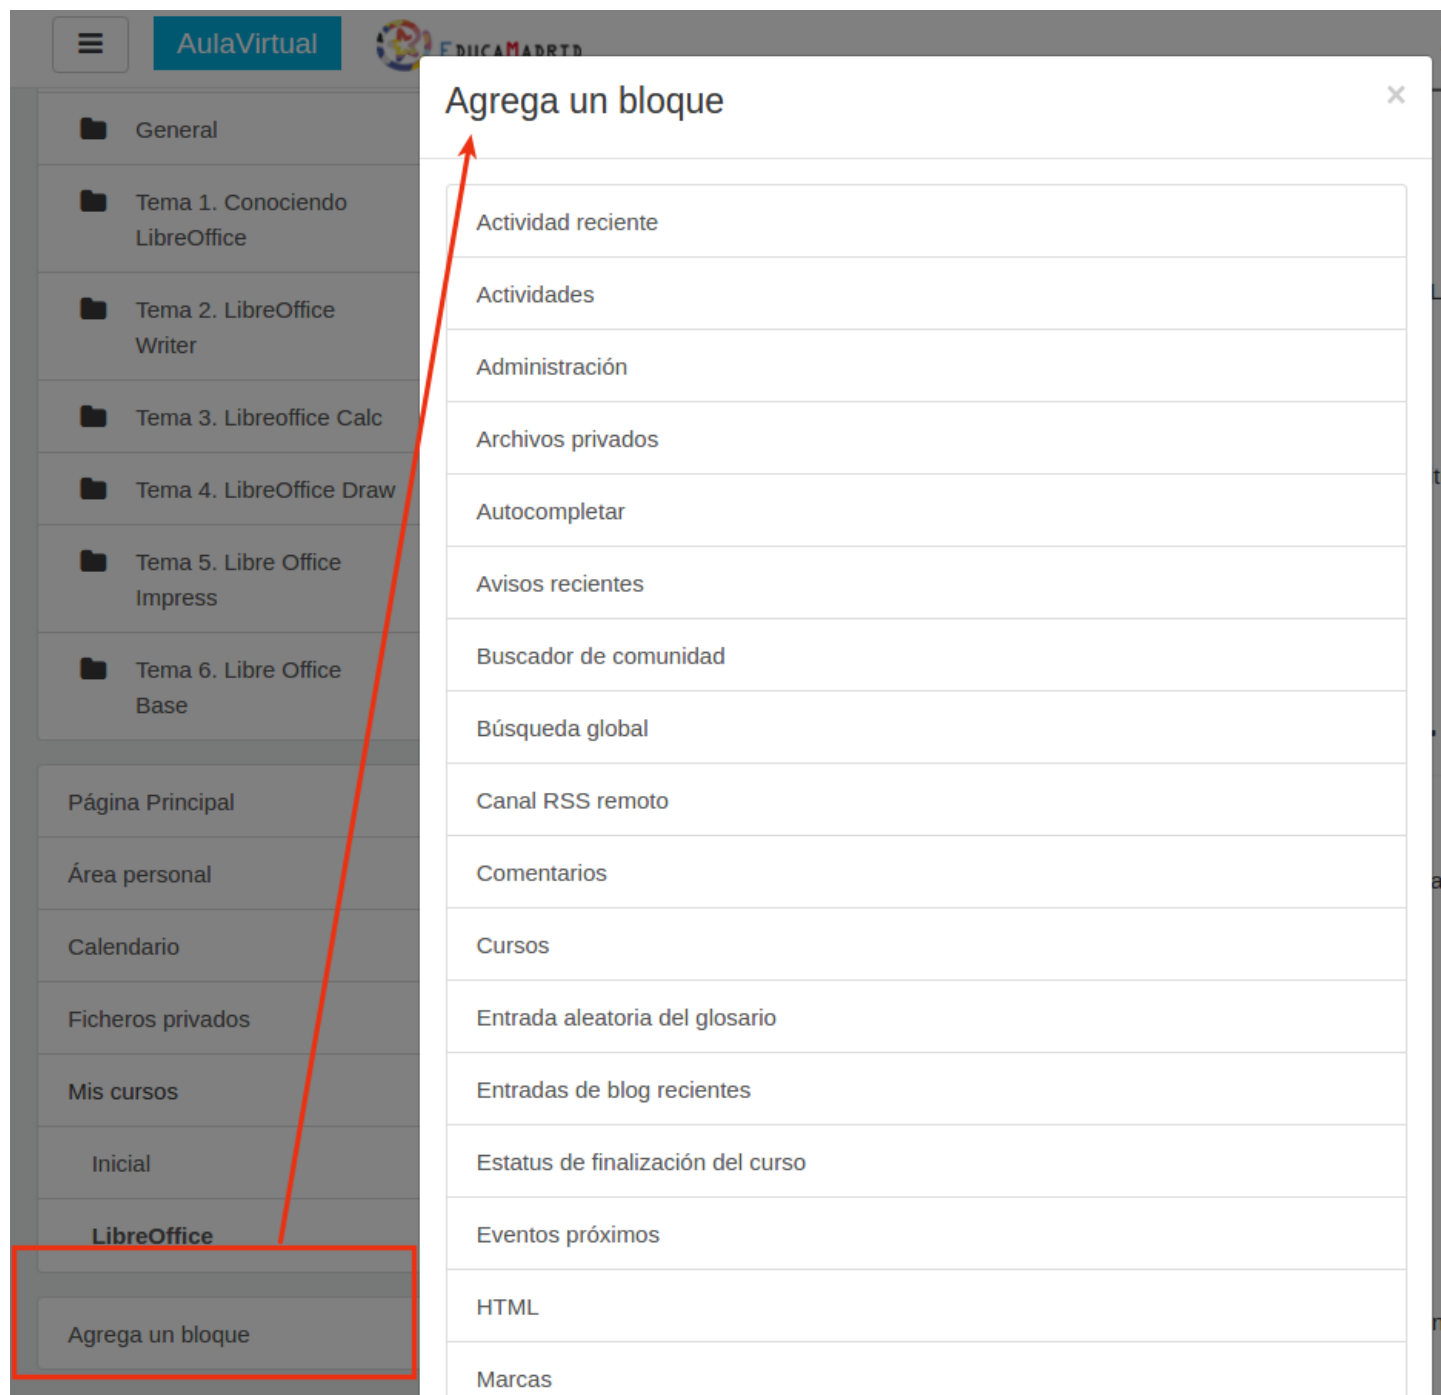 AulaVirtual
EDUCAMADRID
General
Tema 1. Conociendo
LibreOffice
Tema 2. LibreOffice
Writer
Tema 3. Libreoffice Calc
Tema 4. LibreOffice Draw
Tema 5. Libre Office
Impress
Tema 6. Libre Office
Base
Página Principal
Área personal
Calendario
Ficheros privados
Mis cursos
Inicial
LibreOffice
Agrega un bloque
Agrega un bloque
×
Actividad reciente
Actividades
Administración
Archivos privados
Autocompletar
Avisos recientes
Buscador de comunidad
Búsqueda global
Canal RSS remoto
Comentarios
Cursos
Entrada aleatoria del glosario
Entradas de blog recientes
Estatus de finalización del curso
Eventos próximos
HTML
Marcas